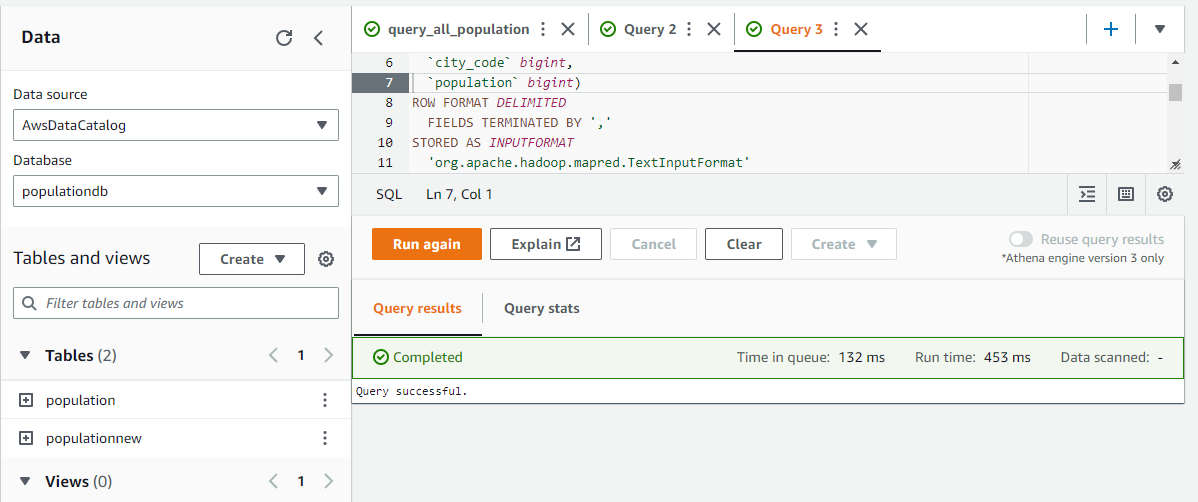 Data
Data source
AwsDataCatalog
Database
populationdb
Tables and views
Create
Filter tables and views
Tables (2)
1
population
populationnew
Views (0)
1
query_all_population
Query 2
Query 3
6 `city_code` bigint,
7 `population` bigint)
8 ROW FORMAT DELIMITED
9 FIELDS TERMINATED BY ','
10 STORED AS INPUTFORMAT
11 'org.apache.hadoop.mapred.TextInputFormat'
SQL Ln 7, Col 1
Run again Explain Cancel Clear Create
Reuse query results
*Athena engine version 3 only
Query results Query stats
Completed Time in queue: 132 ms Run time: 453 ms Data scanned: -
Query successful.